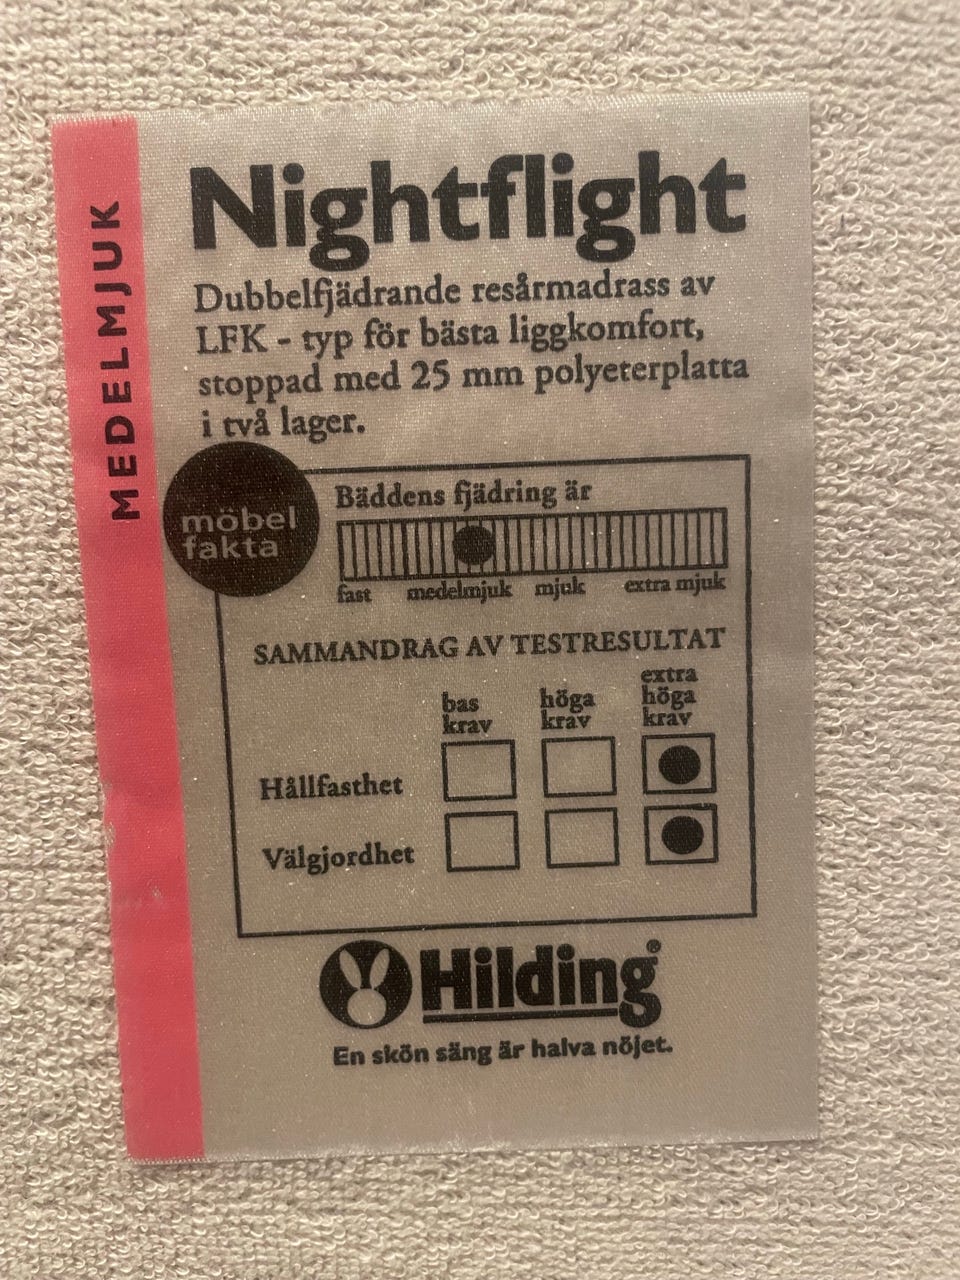 MEDELMJUK
Nightflight
Dubbelfjädrande resårmadrass av
LFK - typ för bästa liggkomfort,
stoppad med 25 mm polyeterplatta
i två lager.
möbel
fakta
Bäddens fjädring är
fast medelmjuk mjuk extra mjuk
SAMMANDRAG AV TESTRESULTAT
bas
krav
höga
krav
extra
höga
krav
Hållfasthet
Välgjordhet
Hilding®
En skön säng är halva nöjet.